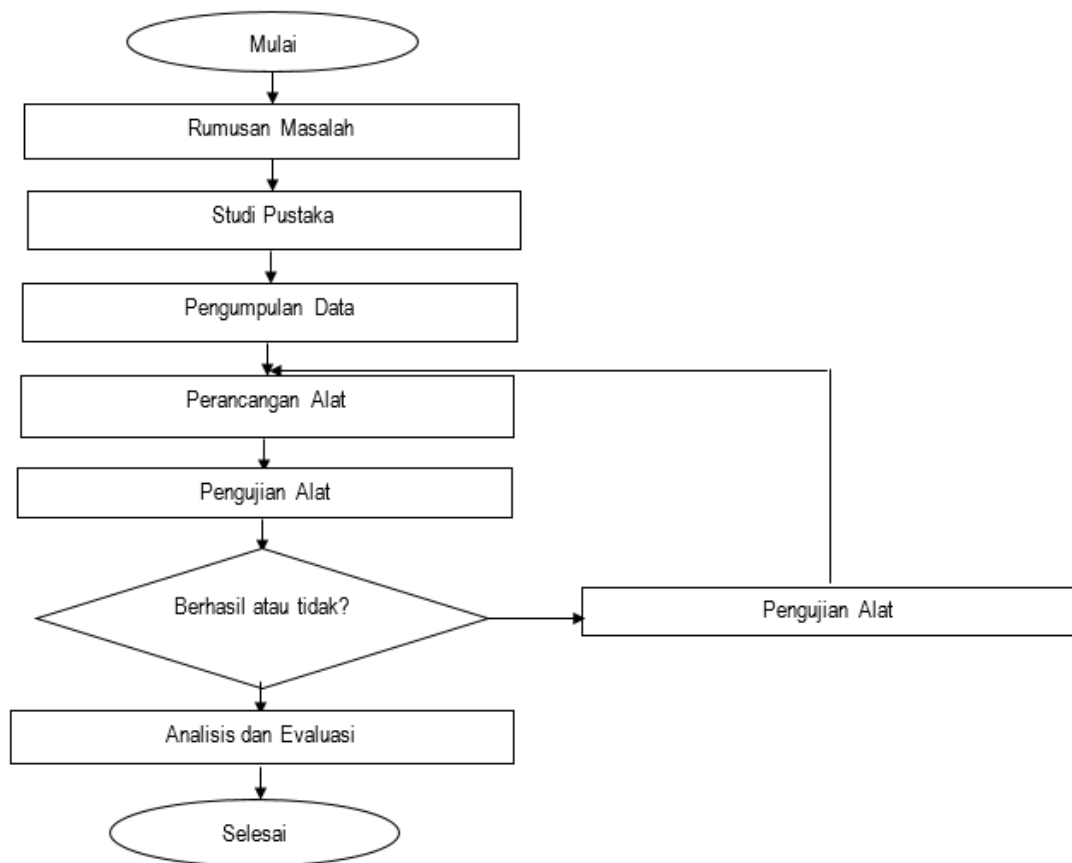 Mulai
Rumusan Masalah
Studi Pustaka
Pengumpulan Data
Perancangan Alat
Pengujian Alat
Berhasil atau tidak?
Pengujian Alat
Analisis dan Evaluasi
Selesai